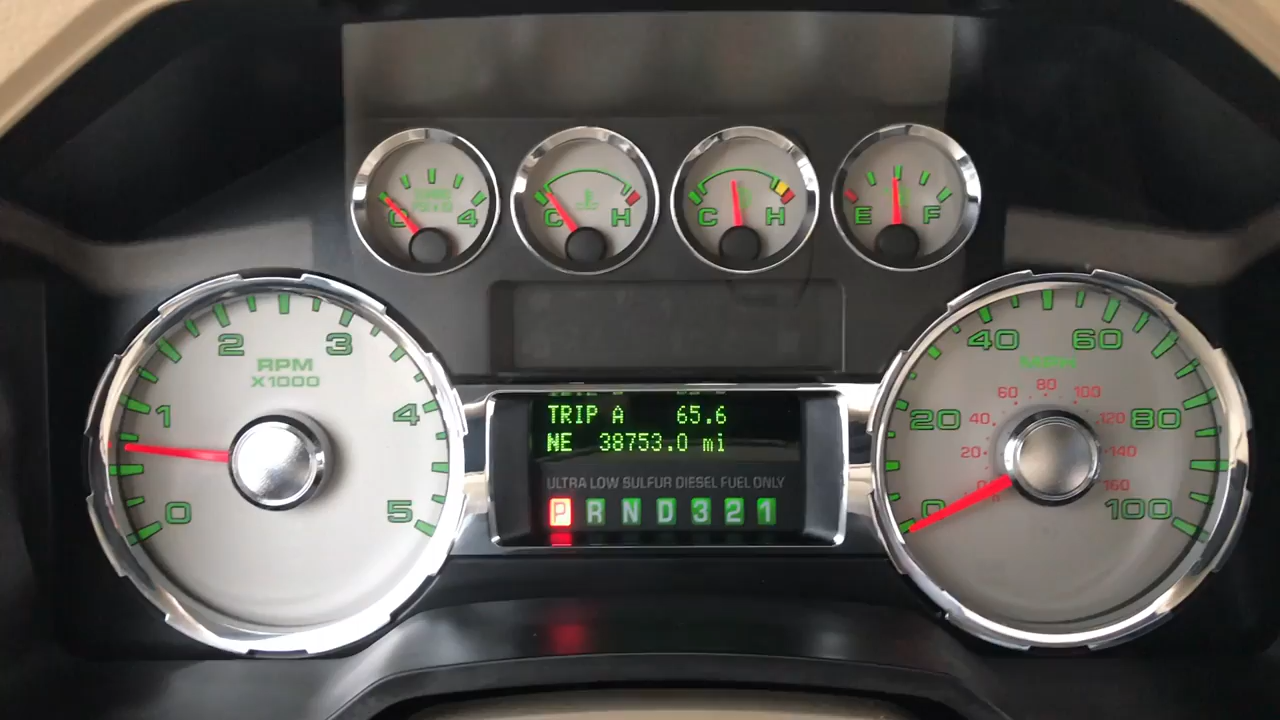 0 4
C H
C H
E F
RPM
X1000
0 1 2 3 4 5
TRIP A 65.6
NE 38753.0 mi
ULTRA LOW SULFUR DIESEL FUEL ONLY
P R N D 3 2 1
0 20 40 60 80 100
20 40 60 80 100 120 140 160